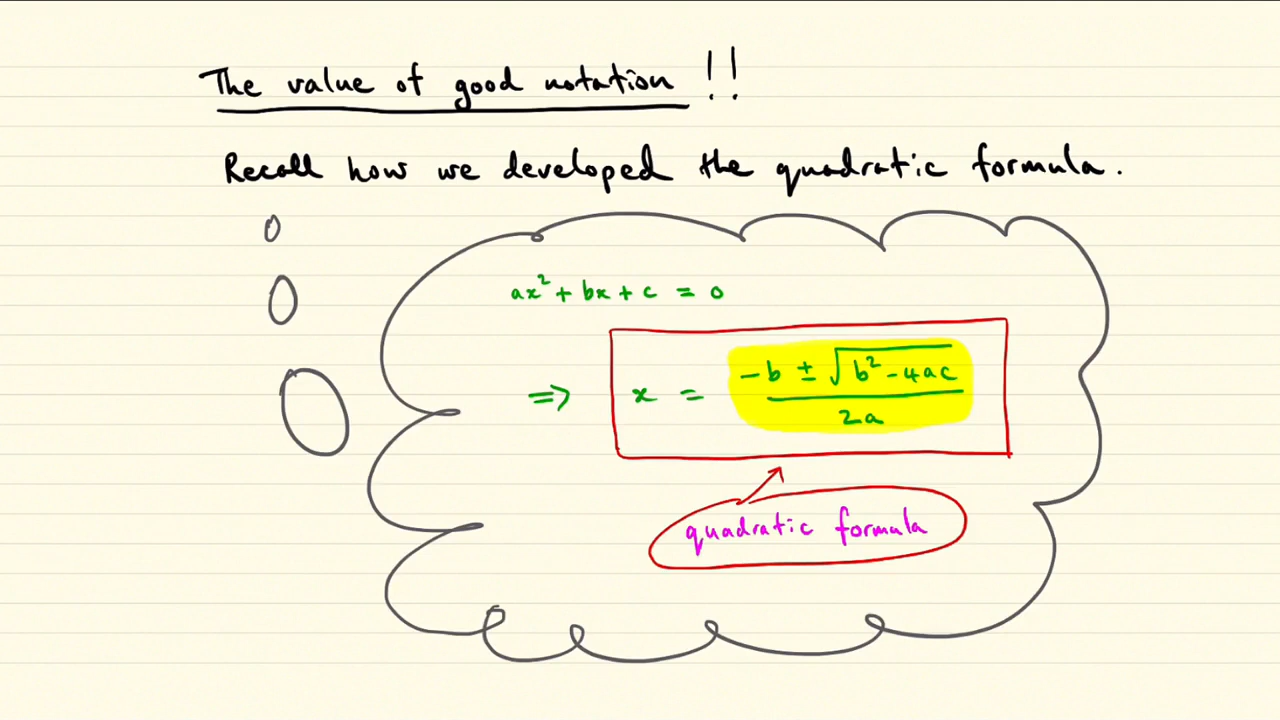 The value of good notation !!
Recall how we developed the quadratic formula.
ax² + bx + c = 0
⇒ x = (-b ± √(b² - 4ac)) / 2a
quadratic formula